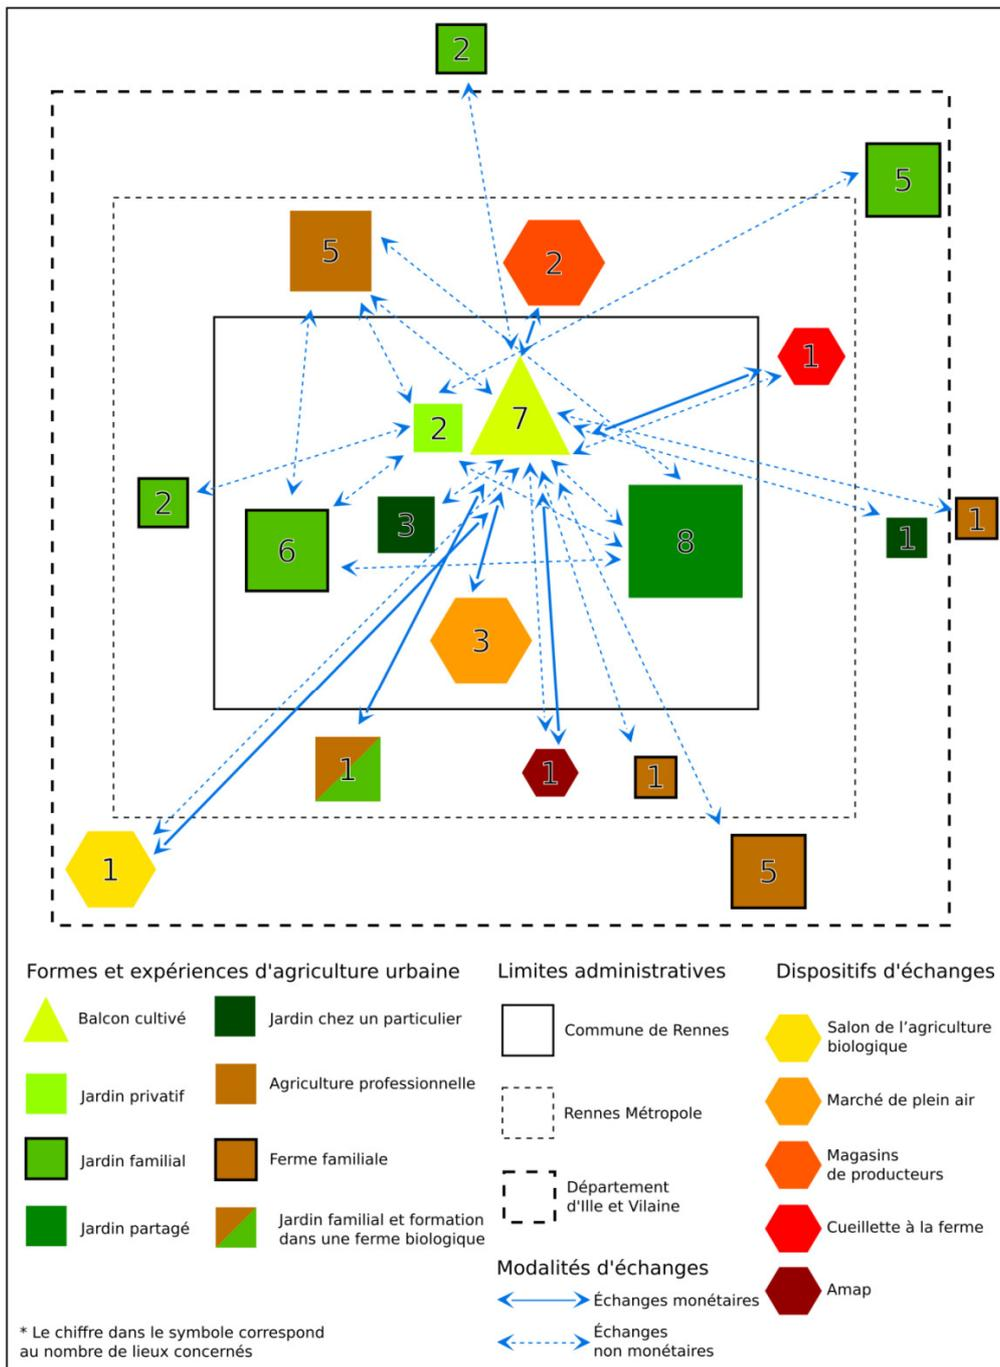 2
5
5
2
1
7
2
2
3
8
1
1
6
3
1
1
1
1
5
Formes et expériences d'agriculture urbaine
Balcon cultivé
Jardin privatif
Jardin familial
Jardin partagé
Jardin chez un particulier
Agriculture professionnelle
Ferme familiale
Jardin familial et formation
dans une ferme biologique
* Le chiffre dans le symbole correspond
au nombre de lieux concernés
Limites administratives
Commune de Rennes
Rennes Métropole
Département
d'Ille et Vilaine
Modalités d'échanges
Échanges monétaires
Échanges
non monétaires
Dispositifs d'échanges
Salon de l’agriculture
biologique
Marché de plein air
Magasins
de producteurs
Cueillette à la ferme
Amap